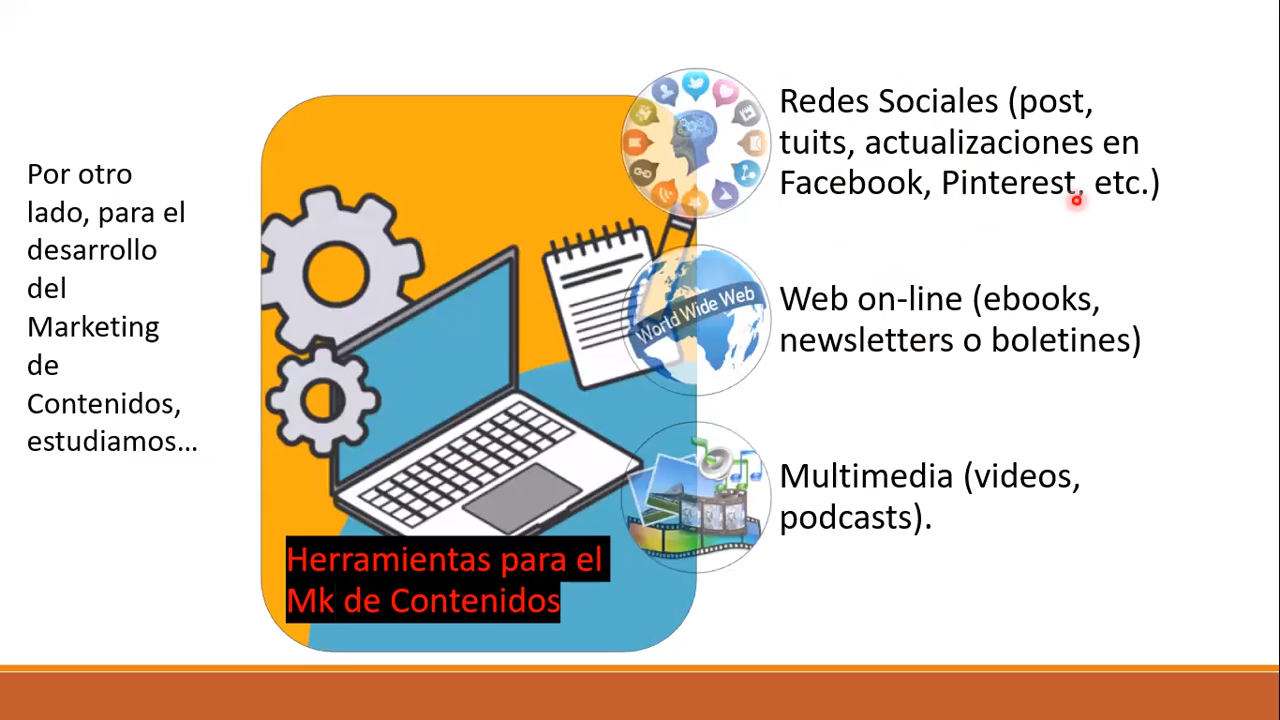 Por otro
lado, para el
desarrollo
del
Marketing
de
Contenidos,
estudiamos…
Herramientas para el
Mk de Contenidos
Redes Sociales (post,
tuits, actualizaciones en
Facebook, Pinterest, etc.)
World Wide Web
Web on-line (ebooks,
newsletters o boletines)
Multimedia (videos,
podcasts).